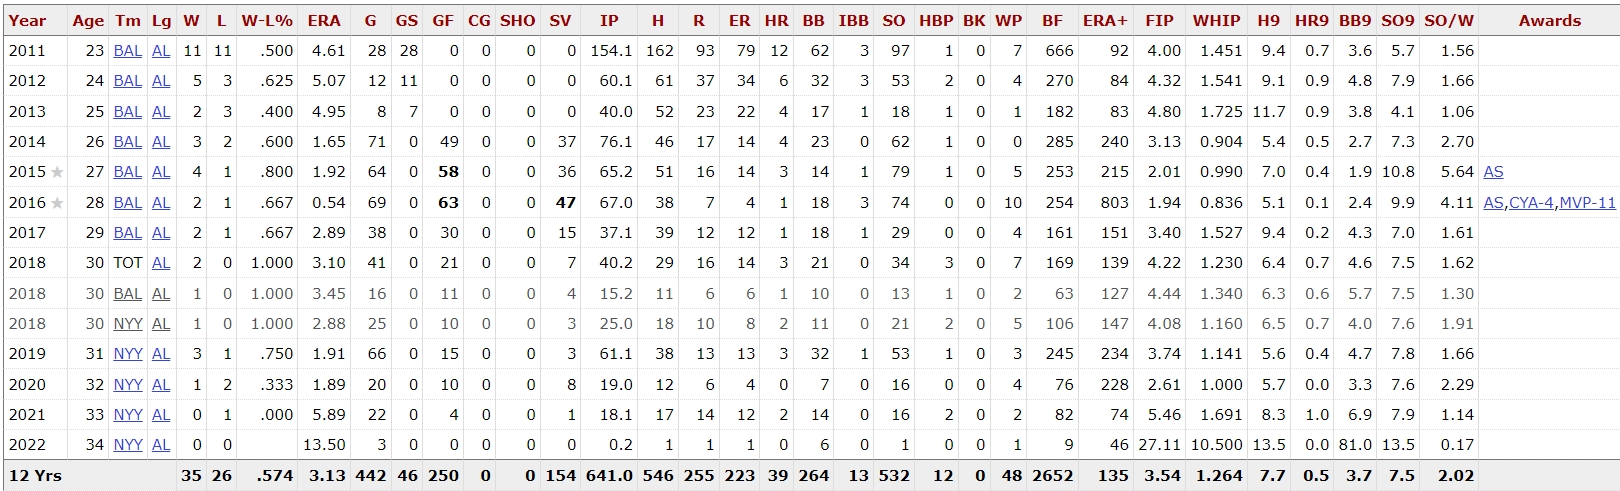 Year Age Tm Lg W L W-L% ERA G GS GF CG SHO SV IP H R ER HR BB IBB SO HBP BK WP BF ERA+ FIP WHIP H9 HR9 BB9 SO9 SO/W Awards
2011 23 BAL AL 11 11 .500 4.61 28 28 0 0 0 0 154.1 162 93 79 12 62 3 97 1 0 7 666 92 4.00 1.451 9.4 0.7 3.6 5.7 1.56
2012 24 BAL AL 5 3 .625 5.07 12 11 0 0 0 0 60.1 61 37 34 6 32 3 53 2 0 4 270 84 4.32 1.541 9.1 0.9 4.8 7.9 1.66
2013 25 BAL AL 2 3 .400 4.95 8 7 0 0 0 0 40.0 52 23 22 4 17 1 18 1 0 1 182 83 4.80 1.725 11.7 0.9 3.8 4.1 1.06
2014 26 BAL AL 3 2 .600 1.65 71 0 49 0 0 37 76.1 46 17 14 4 23 0 62 1 0 0 285 240 3.13 0.904 5.4 0.5 2.7 7.3 2.70
2015 ★ 27 BAL AL 4 1 .800 1.92 64 0 58 0 0 36 65.2 51 16 14 3 14 1 79 1 0 5 253 215 2.01 0.990 7.0 0.4 1.9 10.8 5.64 AS
2016 ★ 28 BAL AL 2 1 .667 0.54 69 0 63 0 0 47 67.0 38 7 4 1 18 3 74 0 0 10 254 803 1.94 0.836 5.1 0.1 2.4 9.9 4.11 AS,CYA-4,MVP-11
2017 29 BAL AL 2 1 .667 2.89 38 0 30 0 0 15 37.1 39 12 12 1 18 1 29 0 0 4 161 151 3.40 1.527 9.4 0.2 4.3 7.0 1.61
2018 30 TOT AL 2 0 1.000 3.10 41 0 21 0 0 7 40.2 29 16 14 3 21 0 34 3 0 7 169 139 4.22 1.230 6.4 0.7 4.6 7.5 1.62
2018 30 BAL AL 1 0 1.000 3.45 16 0 11 0 0 4 15.2 11 6 6 1 10 0 13 1 0 2 63 127 4.44 1.340 6.3 0.6 5.7 7.5 1.30
2018 30 NYY AL 1 0 1.000 2.88 25 0 10 0 0 3 25.0 18 10 8 2 11 0 21 2 0 5 106 147 4.08 1.160 6.5 0.7 4.0 7.6 1.91
2019 31 NYY AL 3 1 .750 1.91 66 0 15 0 0 3 61.1 38 13 13 3 32 1 53 1 0 3 245 234 3.74 1.141 5.6 0.4 4.7 7.8 1.66
2020 32 NYY AL 1 2 .333 1.89 20 0 10 0 0 8 19.0 12 6 4 0 7 0 16 0 0 4 76 228 2.61 1.000 5.7 0.0 3.3 7.6 2.29
2021 33 NYY AL 0 1 .000 5.89 22 0 4 0 0 1 18.1 17 14 12 2 14 0 16 2 0 2 82 74 5.46 1.691 8.3 1.0 6.9 7.9 1.14
2022 34 NYY AL 0 0 13.50 3 0 0 0 0 0 0.2 1 1 1 0 6 0 1 0 0 1 9 46 27.11 10.500 13.5 0.0 81.0 13.5 0.17
12 Yrs 35 26 .574 3.13 442 46 250 0 0 154 641.0 546 255 223 39 264 13 532 12 0 48 2652 135 3.54 1.264 7.7 0.5 3.7 7.5 2.02